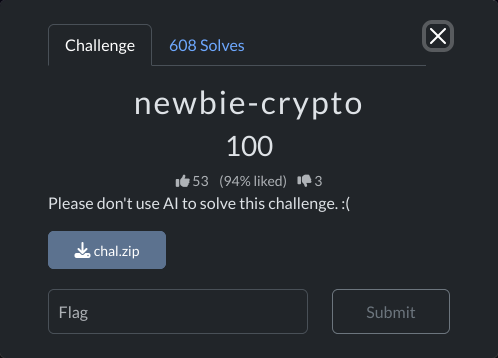 Challenge 608 Solves
newbie-crypto
100
53 (94% liked) 3
Please don't use AI to solve this challenge. :(
chal.zip
Flag Submit